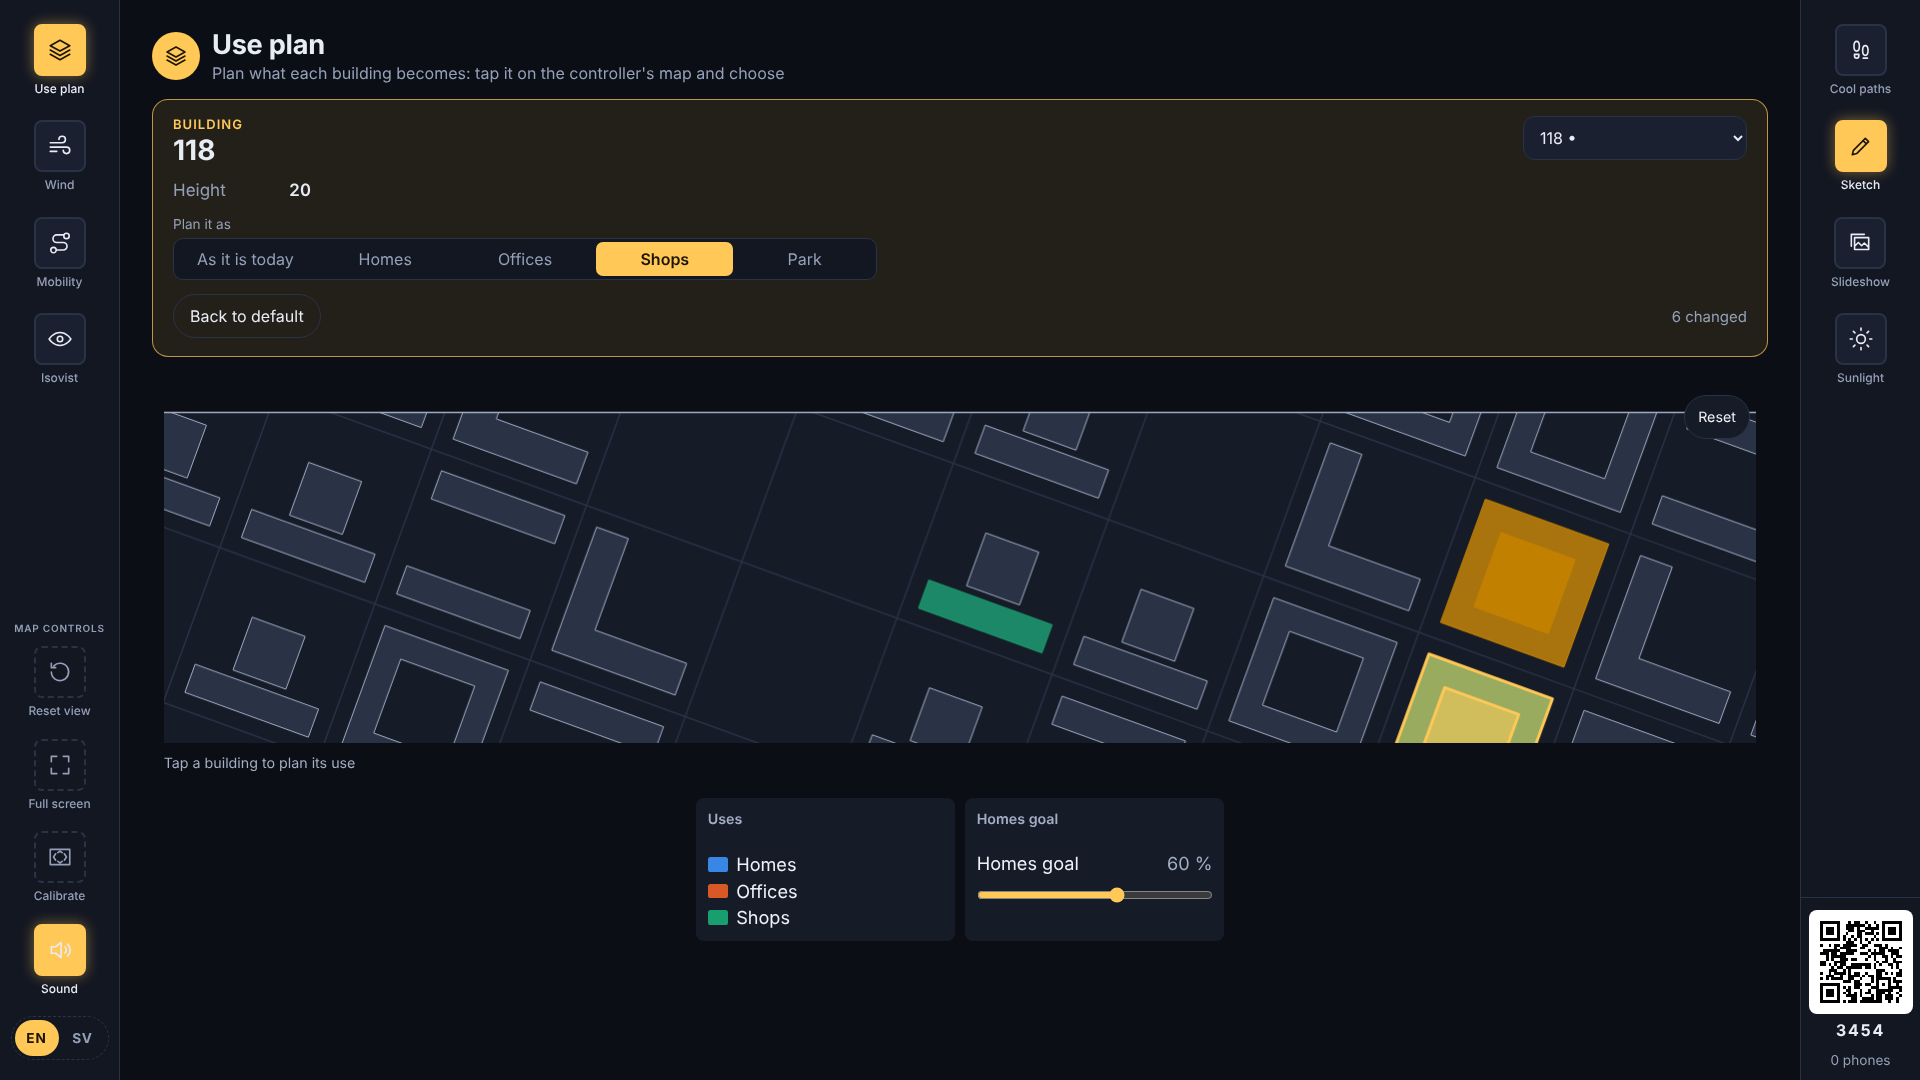 Use plan
Wind
Mobility
Isovist
MAP CONTROLS
Reset view
Full screen
Calibrate
Sound
EN SV
Use plan
Plan what each building becomes: tap it on the controller's map and choose
BUILDING
118
118 •
Height 20
Plan it as
As it is today Homes Offices Shops Park
Back to default
6 changed
Reset
Tap a building to plan its use
Uses
Homes
Offices
Shops
Homes goal
Homes goal 60 %
Cool paths
Sketch
Slideshow
Sunlight
3454
0 phones